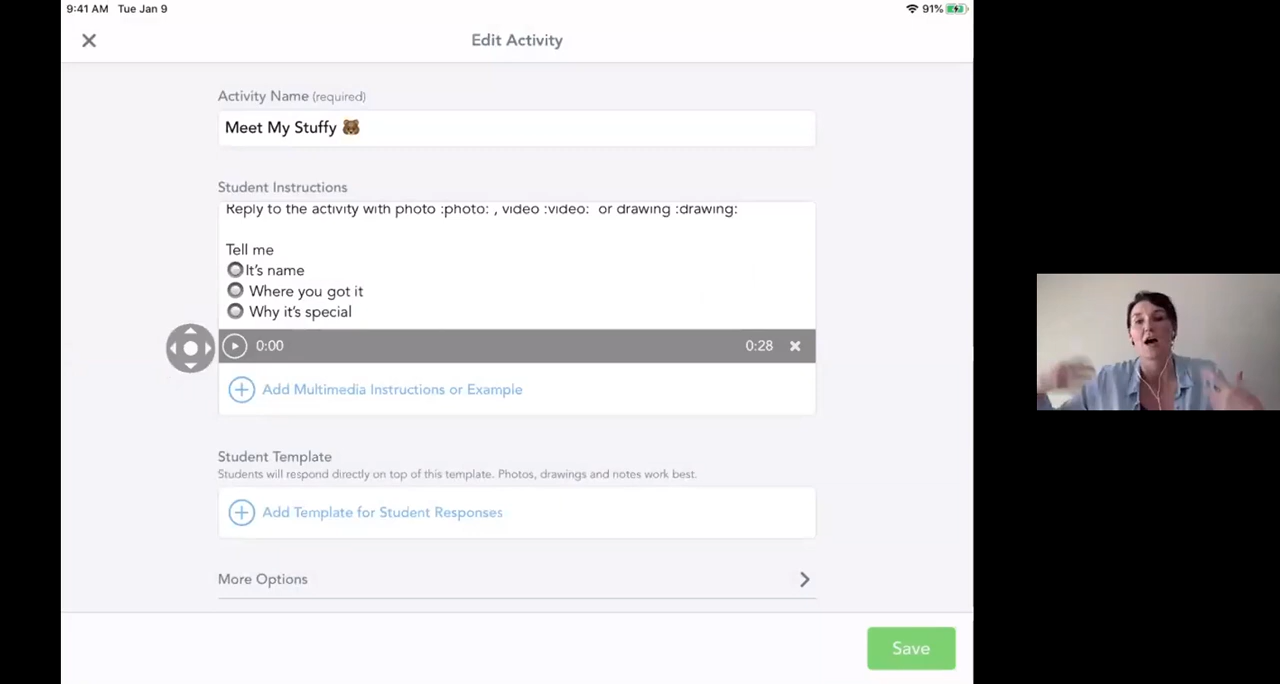 9:41 AM Tue Jan 9
91%
Edit Activity
Activity Name (required)
Meet My Stuffy 🐻
Student Instructions
Reply to the activity with photo :photo: , video :video: or drawing :drawing:
Tell me
🔘It's name
🔘 Where you got it
🔘 Why it's special
0:00 0:28
Add Multimedia Instructions or Example
Student Template
Students will respond directly on top of this template. Photos, drawings and notes work best.
Add Template for Student Responses
More Options
Save